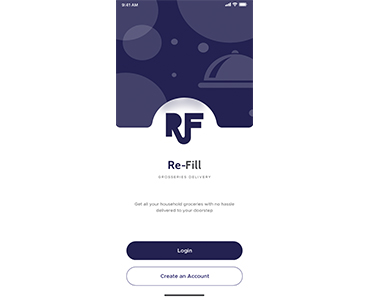 9:41 AM
RF
Re-Fill
GROSSERIES DELIVERY
Get all your household groceries with no hassle
delivered to your doorstep
Login
Create an Account